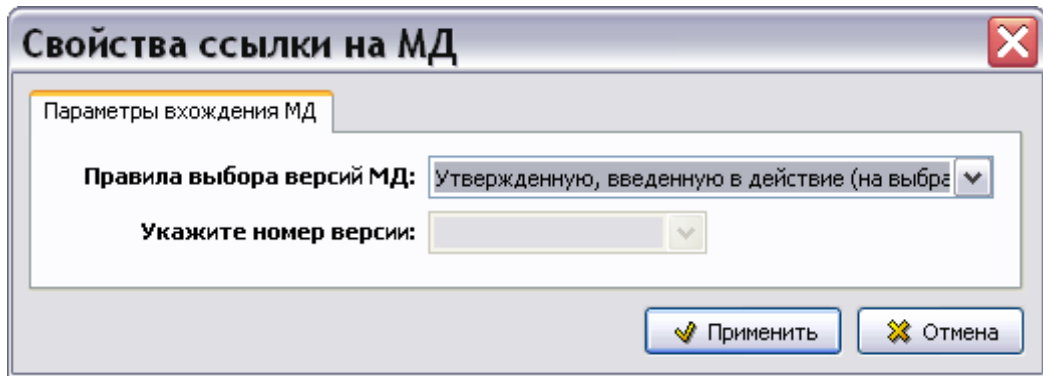 Свойства ссылки на МД
Параметры вхождения МД
Правила выбора версий МД: Утвержденную, введенную в действие (на выбра
Укажите номер версии:
Применить Отмена